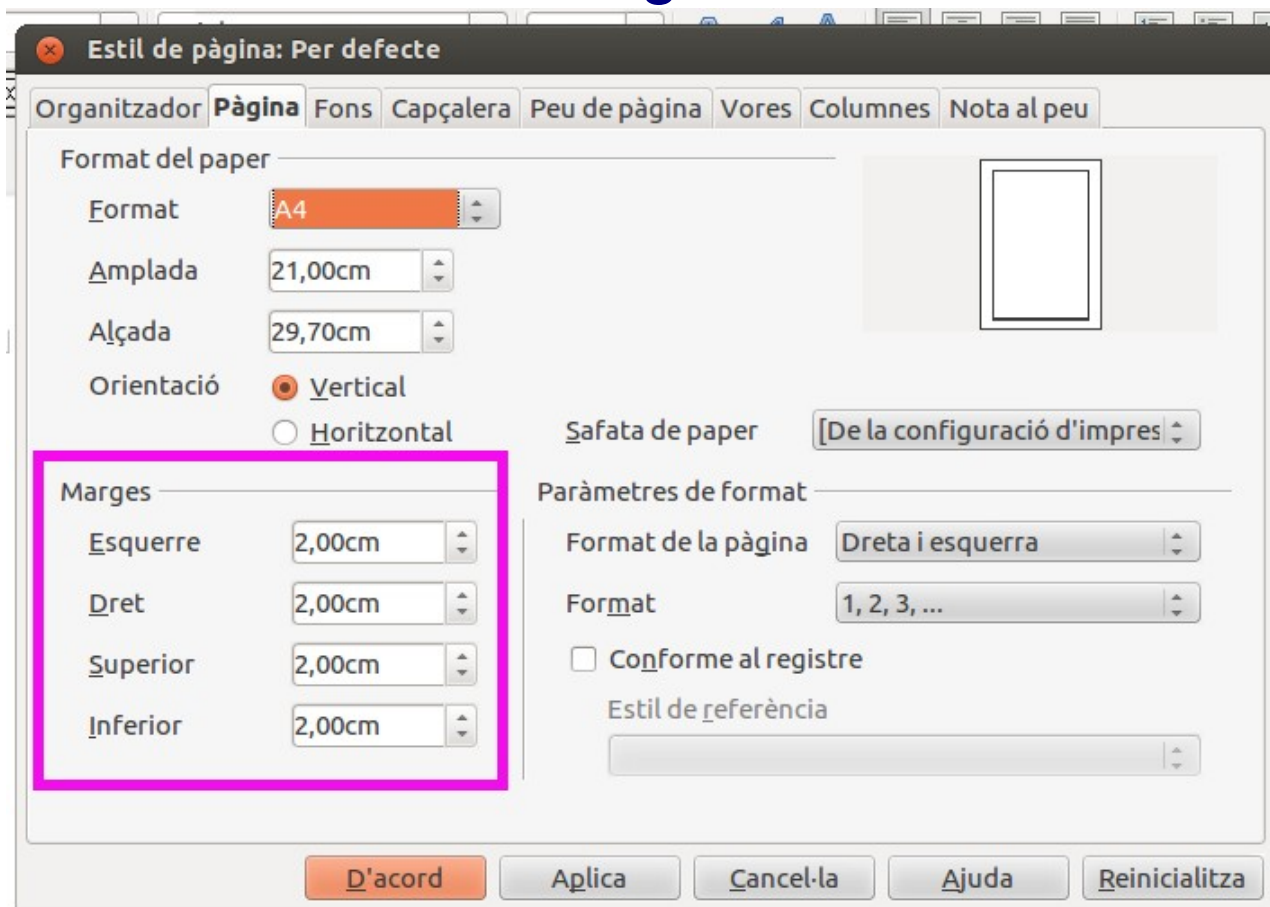 Estil de pàgina: Per defecte
Organitzador Pàgina Fons Capçalera Peu de pàgina Vores Columnes Nota al peu
Format del paper
Format A4
Amplada 21,00cm
Alçada 29,70cm
Orientació Vertical
Horitzontal
Safata de paper [De la configuració d'impres
Marges
Esquerre 2,00cm
Dret 2,00cm
Superior 2,00cm
Inferior 2,00cm
Paràmetres de format
Format de la pàgina Dreta i esquerra
Format 1, 2, 3, ...
Conforme al registre
Estil de referència
D'acord Aplica Cancel·la Ajuda Reinicialitza